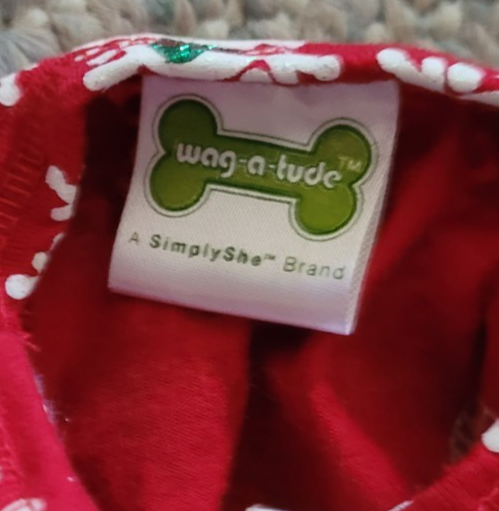 wag-a-tude™
A SimplyShe™ Brand